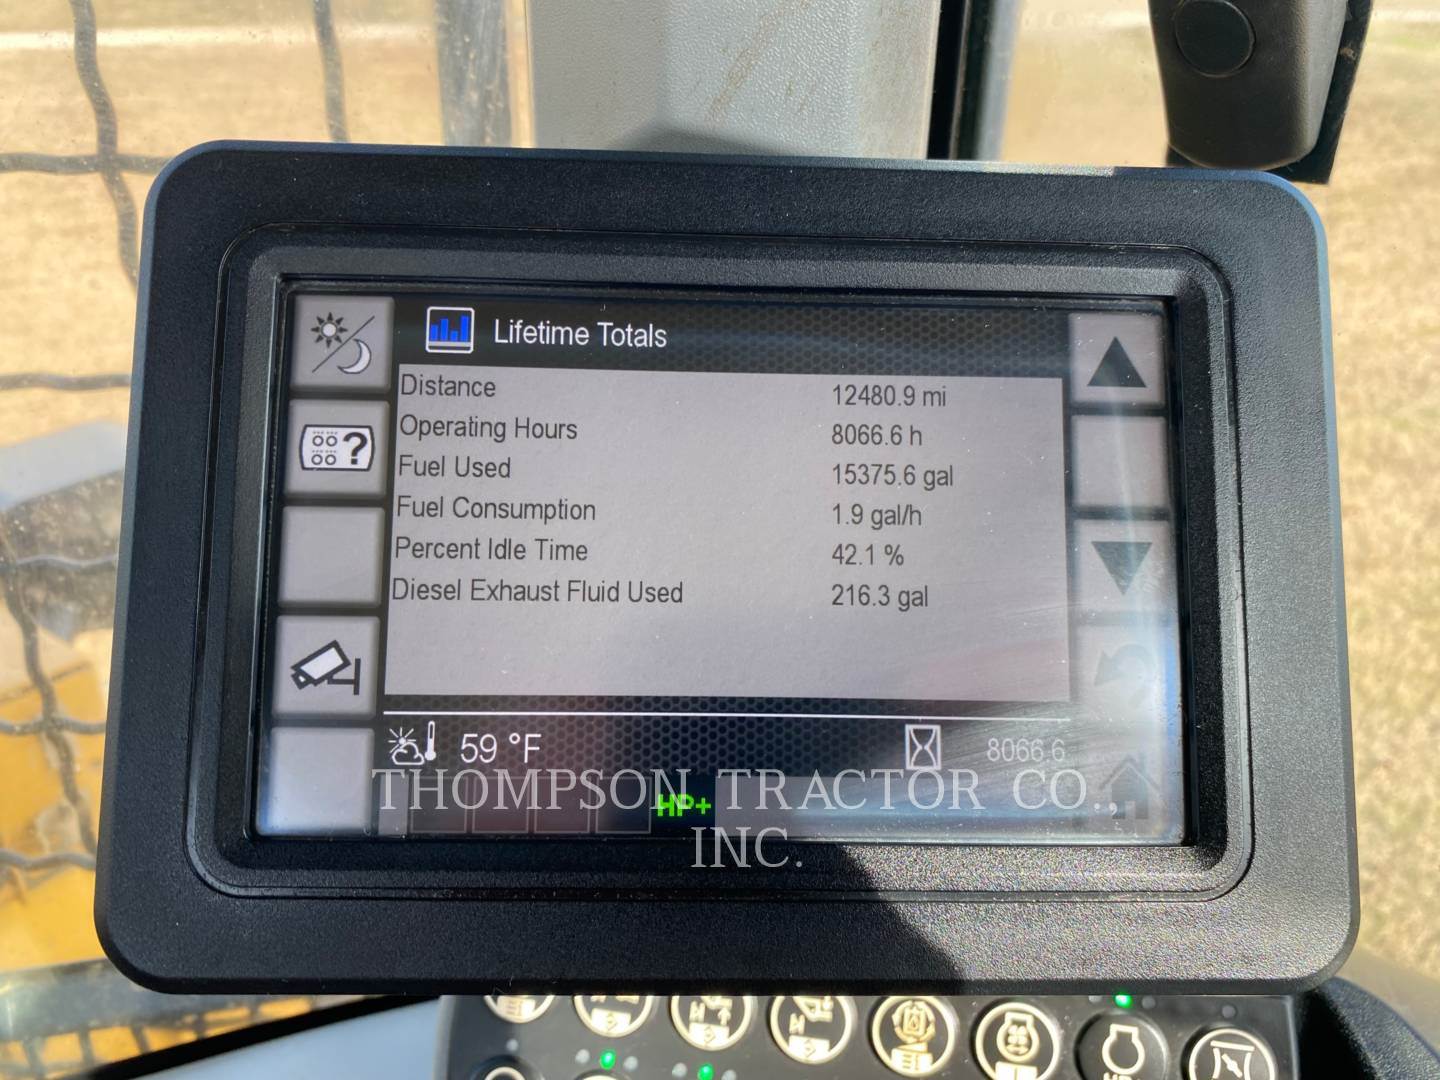 Lifetime Totals
Distance 12480.9 mi
Operating Hours 8066.6 h
Fuel Used 15375.6 gal
Fuel Consumption 1.9 gal/h
Percent Idle Time 42.1 %
Diesel Exhaust Fluid Used 216.3 gal
?
59 °F 8066.6
HP+
THOMPSON TRACTOR CO.,
INC.